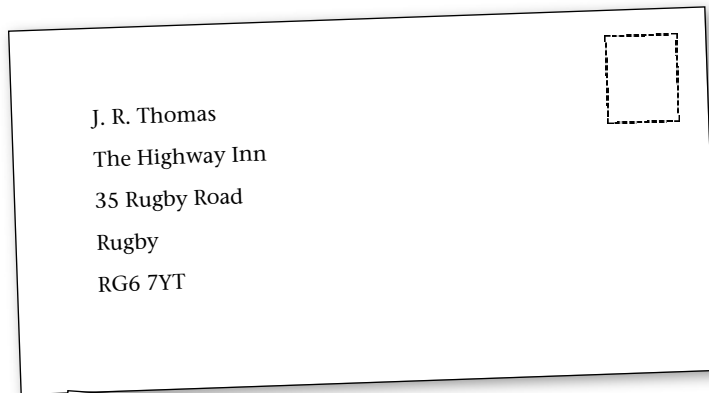 J. R. Thomas
The Highway Inn
35 Rugby Road
Rugby
RG6 7YT